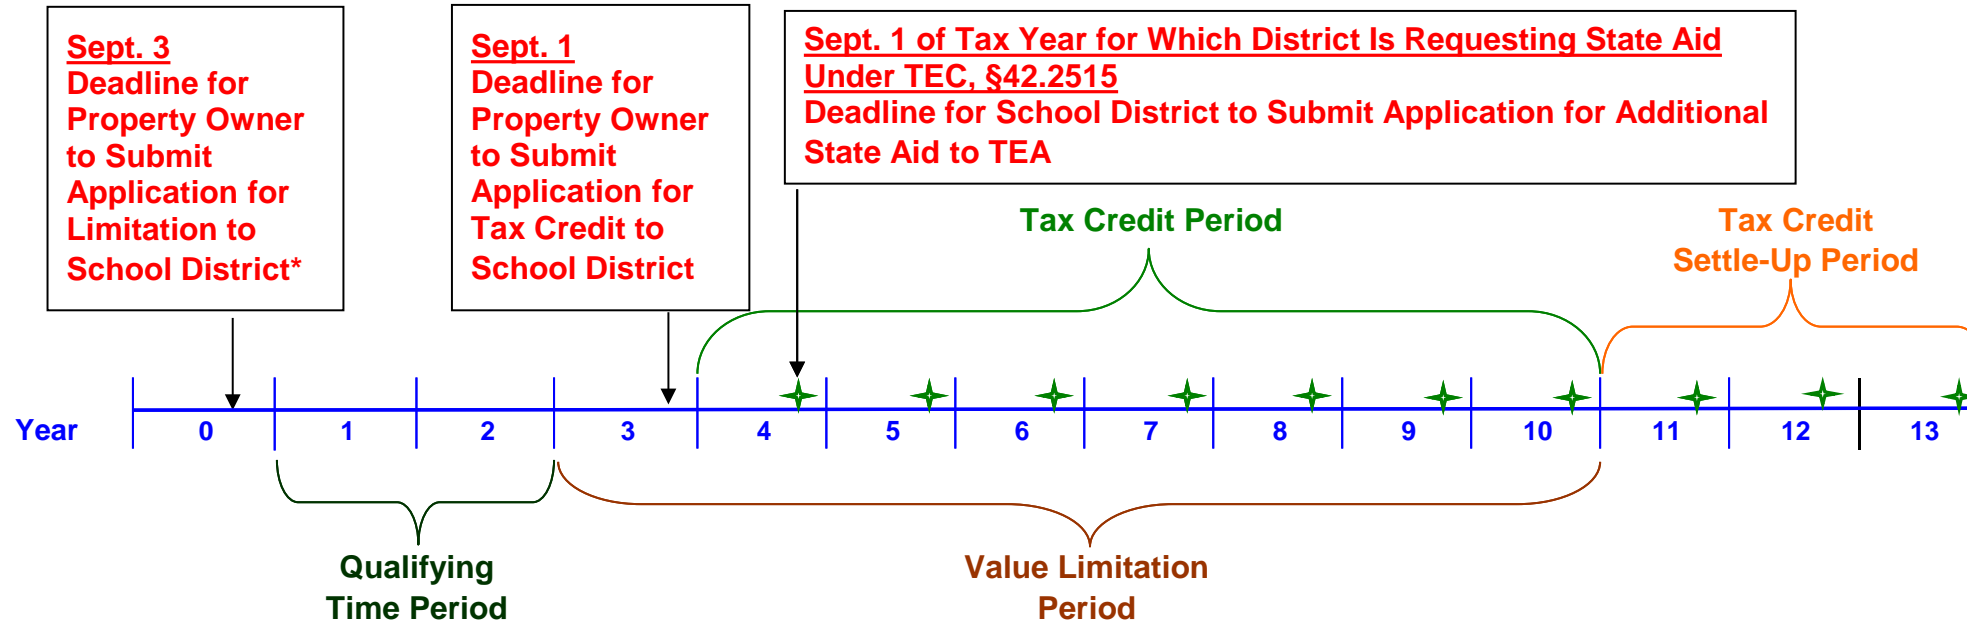 Sept. 3
Deadline for
Property Owner
to Submit
Application for
Limitation to
School District*
Sept. 1
Deadline for
Property Owner
to Submit
Application for
Tax Credit to
School District
Sept. 1 of Tax Year for Which District Is Requesting State Aid
Under TEC, §42.2515
Deadline for School District to Submit Application for Additional
State Aid to TEA
Tax Credit Period
Tax Credit
Settle-Up Period
Year 0 1 2 3 4 5 6 7 8 9 10 11 12 13
Qualifying
Time Period
Value Limitation
Period